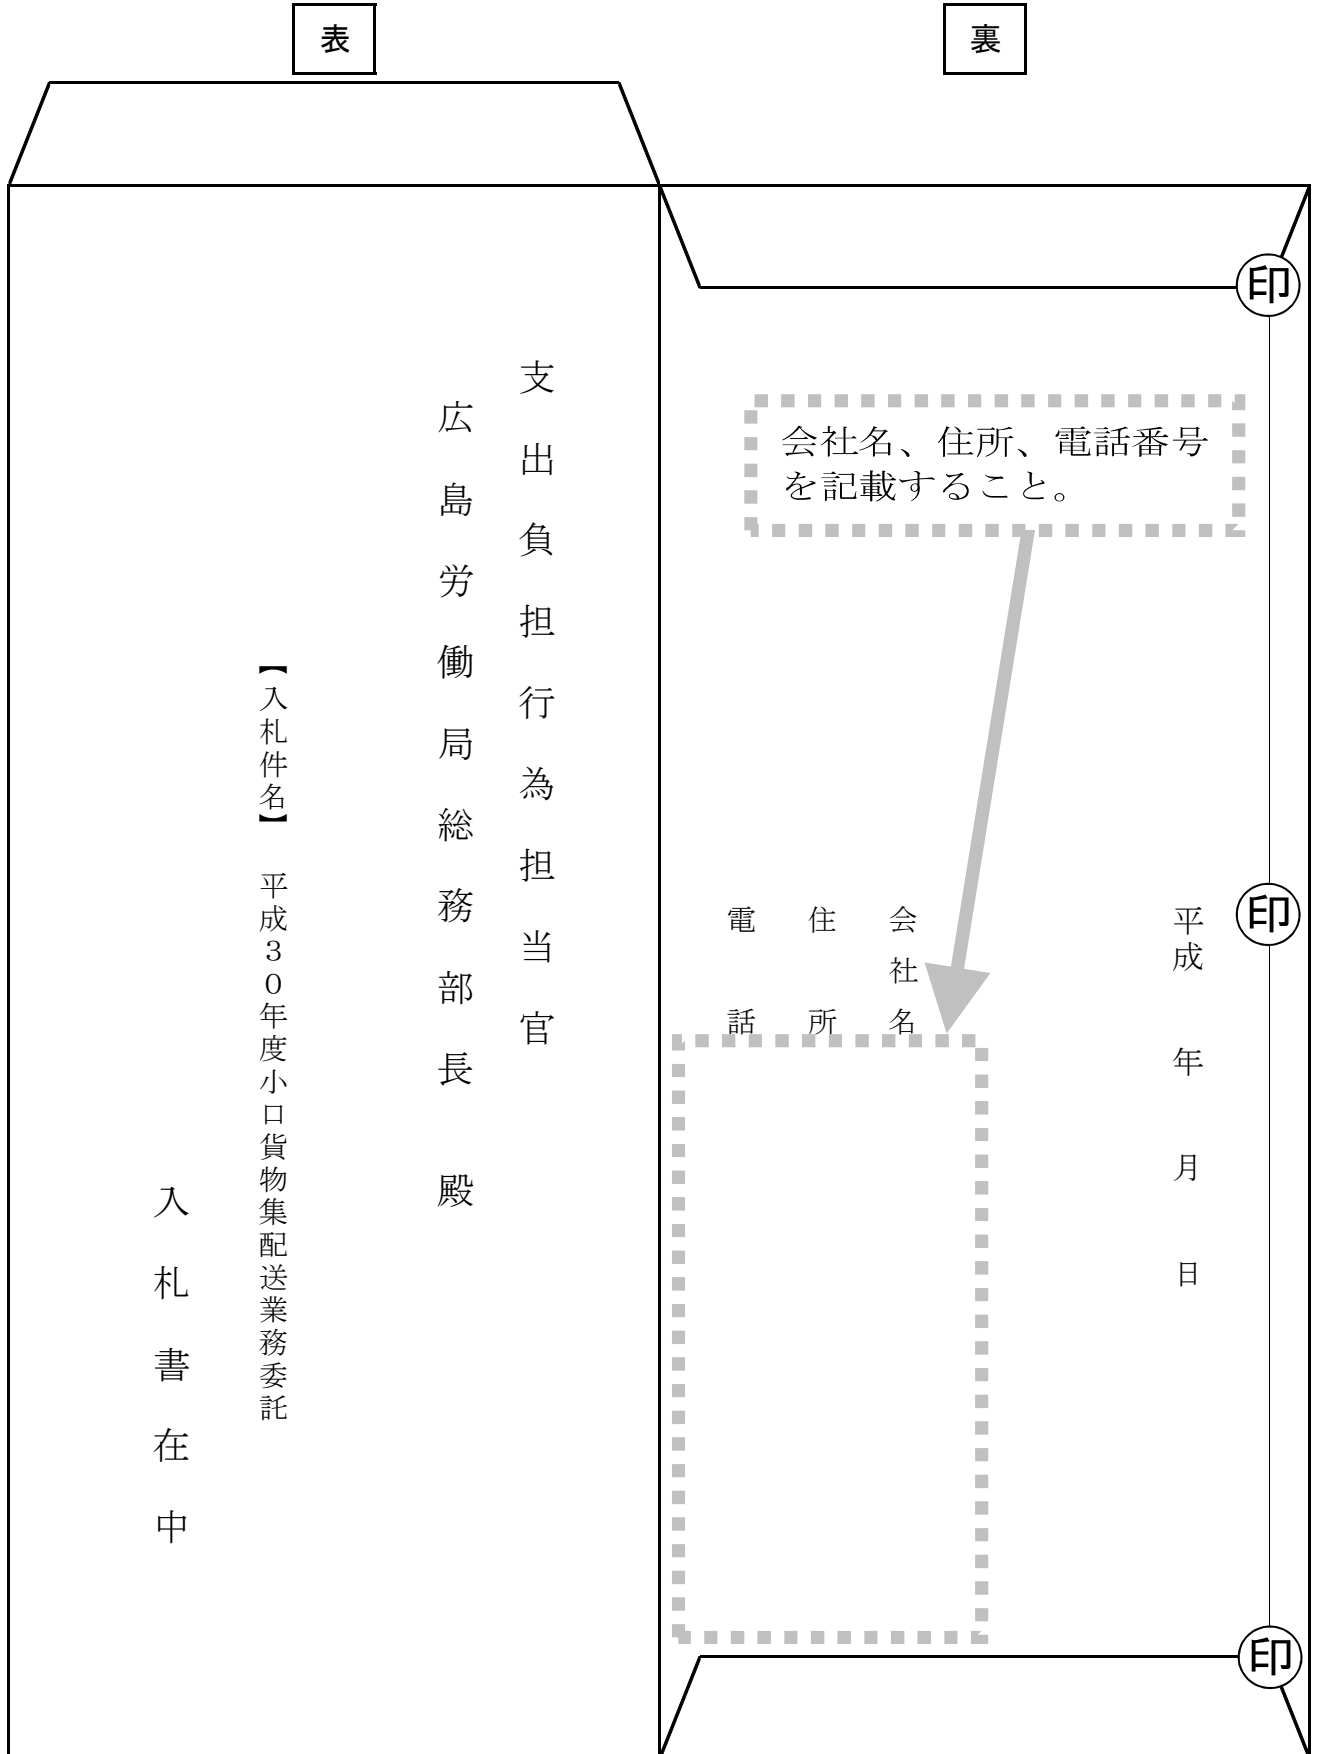 表
支出負担行為担当官
広島労働局総務部長　殿
【入札件名】　平成３０年度小口貨物集配送業務委託
入札書在中
裏
印
会社名、住所、電話番号
を記載すること。
印
平成　年　月　日
会社名
住所
電話
印